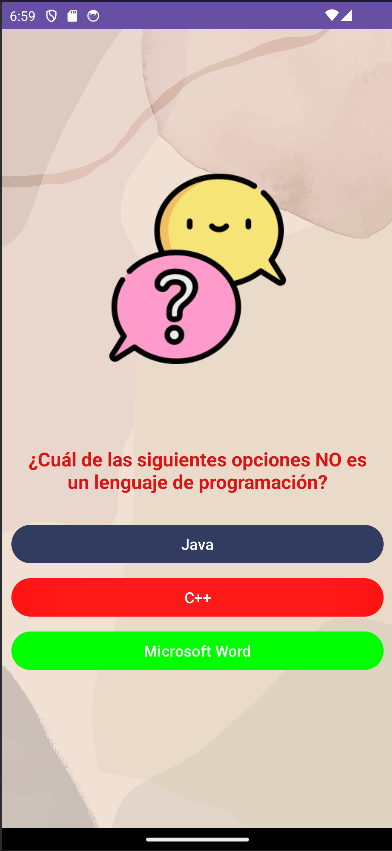 6:59
¿Cuál de las siguientes opciones NO es
un lenguaje de programación?
Java
C++
Microsoft Word